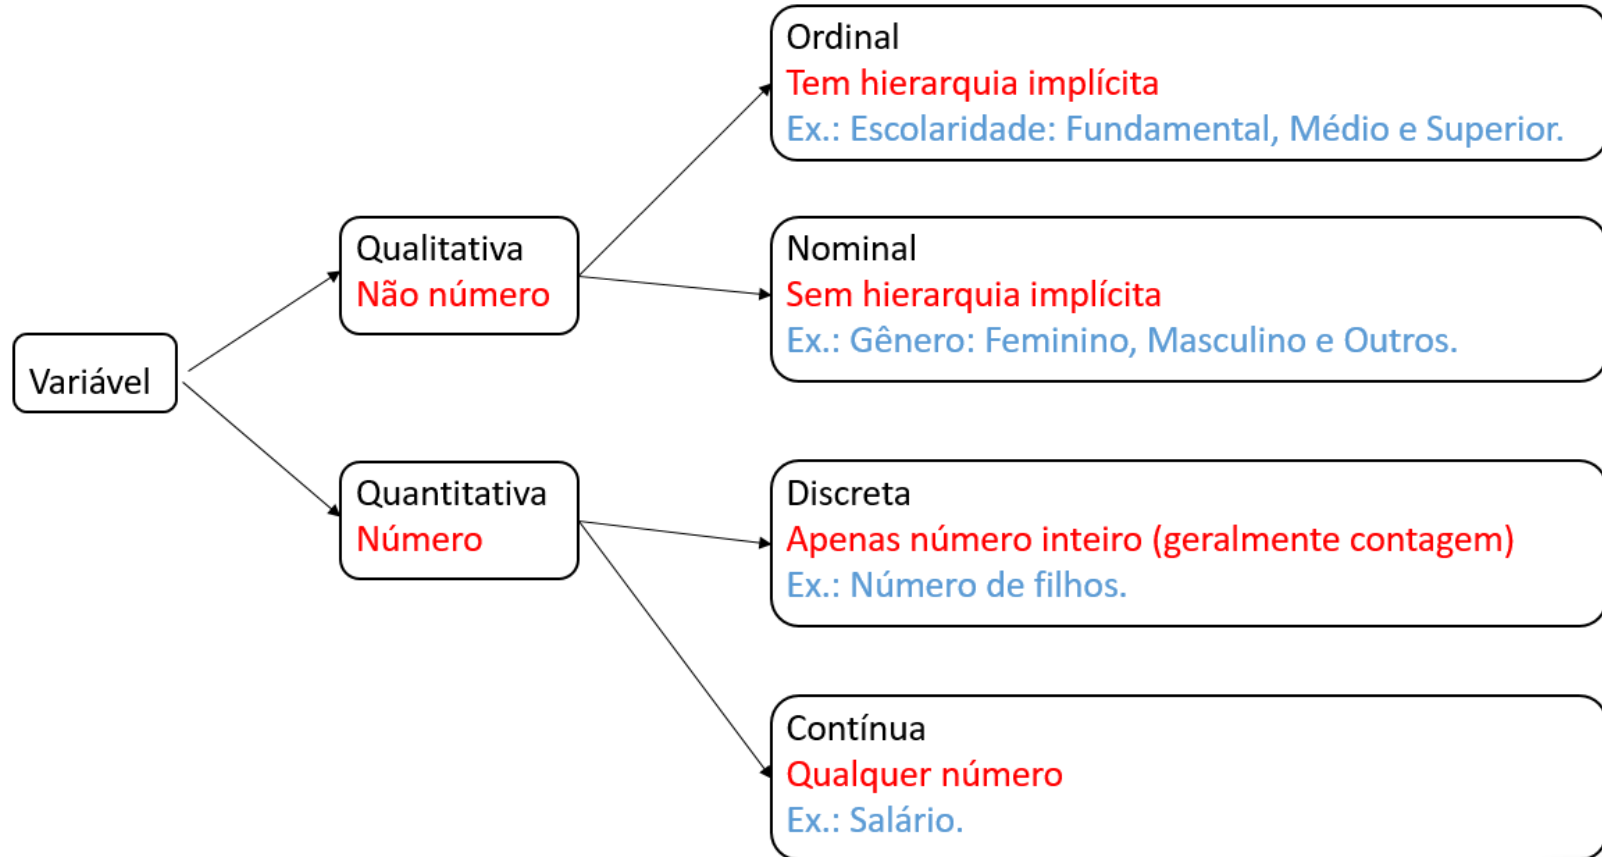 Variável
Qualitativa
Não número
Quantitativa
Número
Ordinal
Tem hierarquia implícita
Ex.: Escolaridade: Fundamental, Médio e Superior.
Nominal
Sem hierarquia implícita
Ex.: Gênero: Feminino, Masculino e Outros.
Discreta
Apenas número inteiro (geralmente contagem)
Ex.: Número de filhos.
Contínua
Qualquer número
Ex.: Salário.